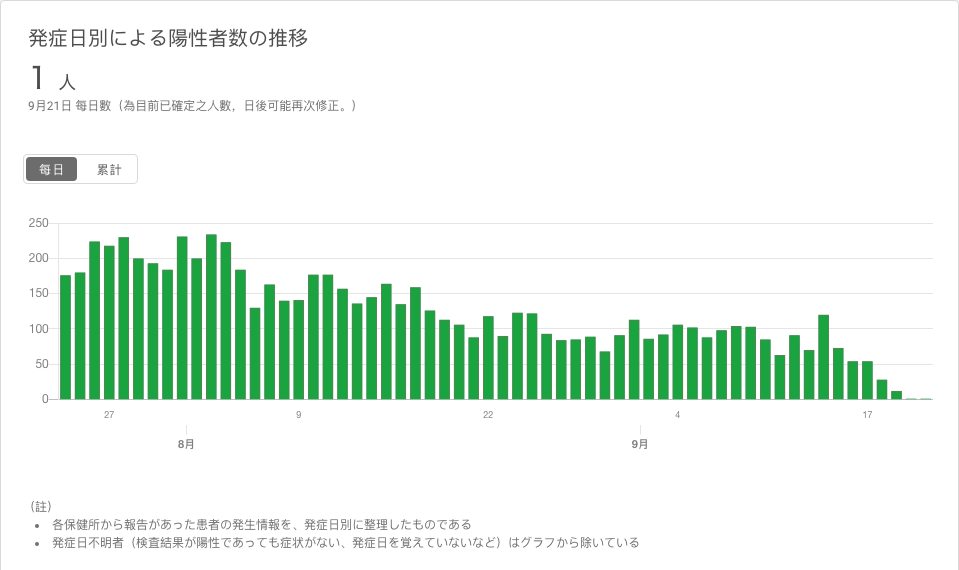 発症日別による陽性者数の推移
1 人
9月21日 每日數（為目前已確定之人數，日後可能再次修正。）
每日 累計
250
200
150
100
50
0
27 9 22 4 17
8月 9月
（註）
• 各保健所から報告があった患者の発生情報を、発症日別に整理したものである
• 発症日不明者（検査結果が陽性であっても症状がない、発症日を覚えていないなど）はグラフから除いている